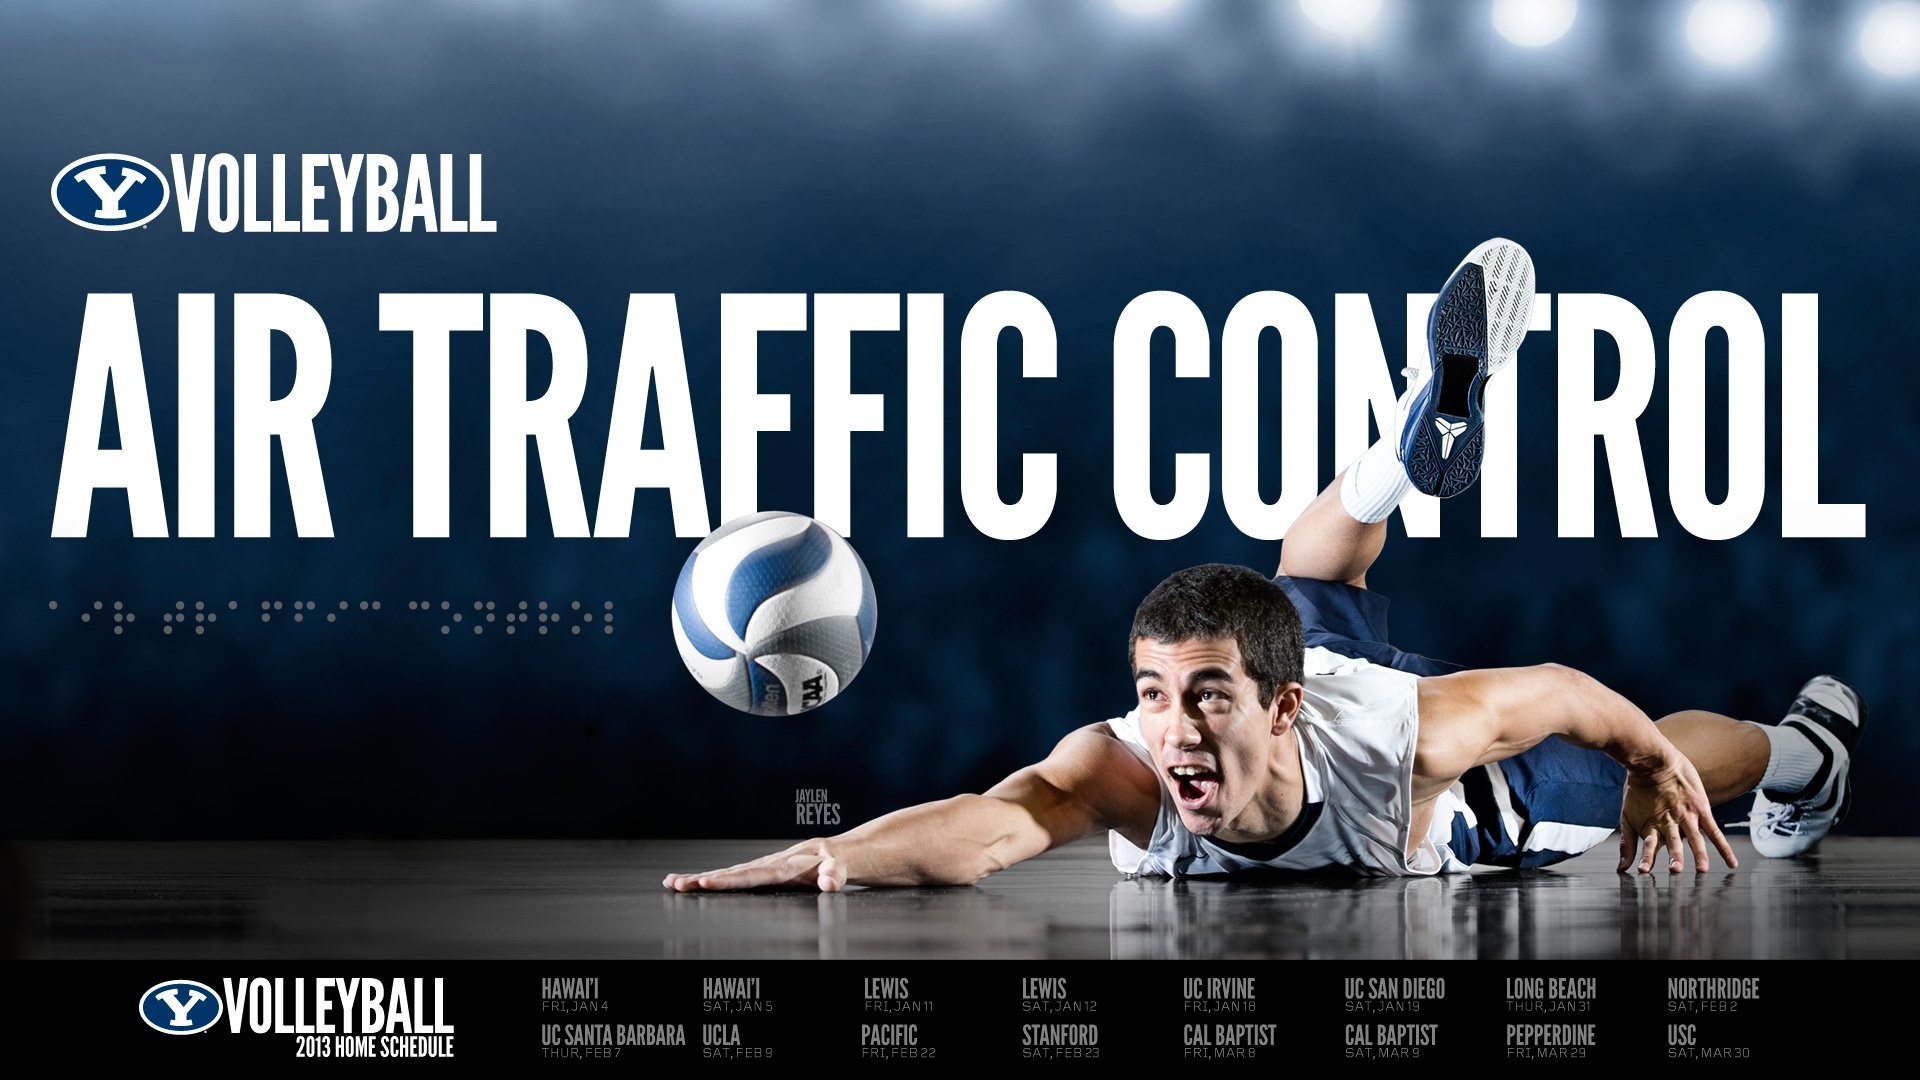 Y VOLLEYBALL
AIR TRAFFIC CONTROL
⠁⠊⠗ ⠞⠗⠁⠋⠋⠊⠉ ⠉⠕⠝⠞⠗⠕⠇
JAYLEN
REYES
Y VOLLEYBALL
2013 HOME SCHEDULE
HAWAI'I
FRI, JAN 4
HAWAI'I
SAT, JAN 5
LEWIS
FRI, JAN 11
LEWIS
SAT, JAN 12
UC IRVINE
FRI, JAN 18
UC SAN DIEGO
SAT, JAN 19
LONG BEACH
THUR, JAN 31
NORTHRIDGE
SAT, FEB 2
UC SANTA BARBARA
THUR, FEB 7
UCLA
SAT, FEB 9
PACIFIC
FRI, FEB 22
STANFORD
SAT, FEB 23
CAL BAPTIST
FRI, MAR 8
CAL BAPTIST
SAT, MAR 9
PEPPERDINE
FRI, MAR 29
USC
SAT, MAR 30